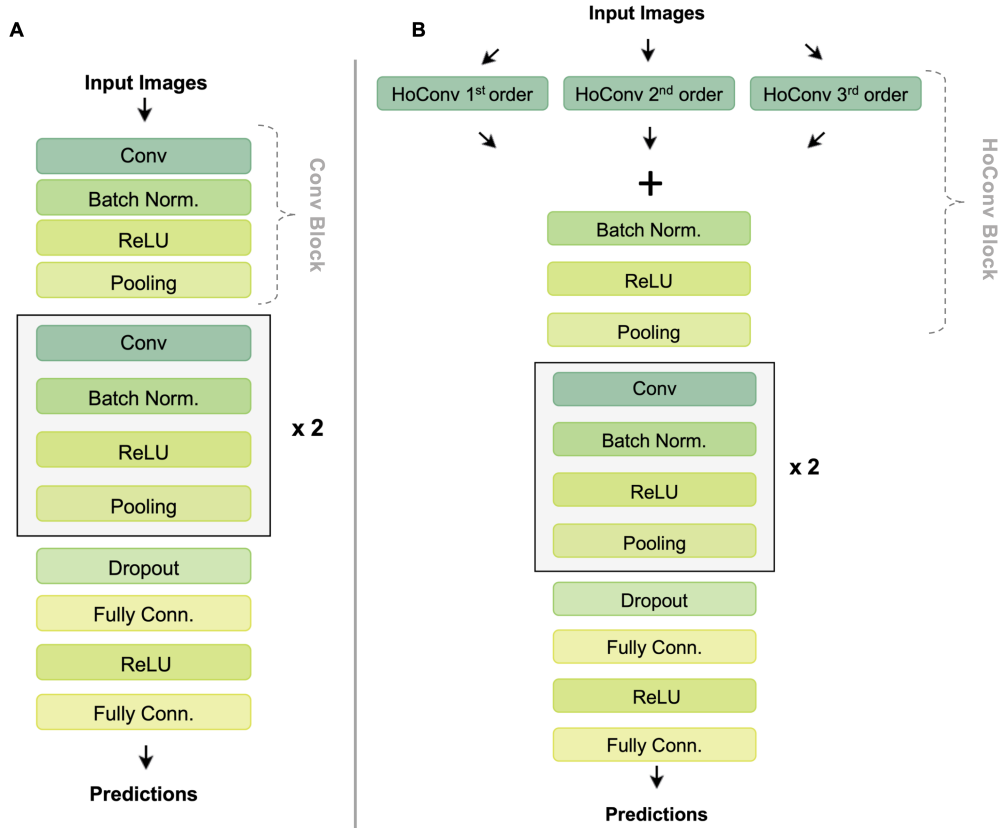 A
Input Images
Conv
Batch Norm.
ReLU
Pooling
Conv Block
Conv
Batch Norm.
ReLU
Pooling
x 2
Dropout
Fully Conn.
ReLU
Fully Conn.
Predictions
B
Input Images
HoConv 1st order
HoConv 2nd order
HoConv 3rd order
+
Batch Norm.
ReLU
Pooling
HoConv Block
Conv
Batch Norm.
ReLU
Pooling
x 2
Dropout
Fully Conn.
ReLU
Fully Conn.
Predictions